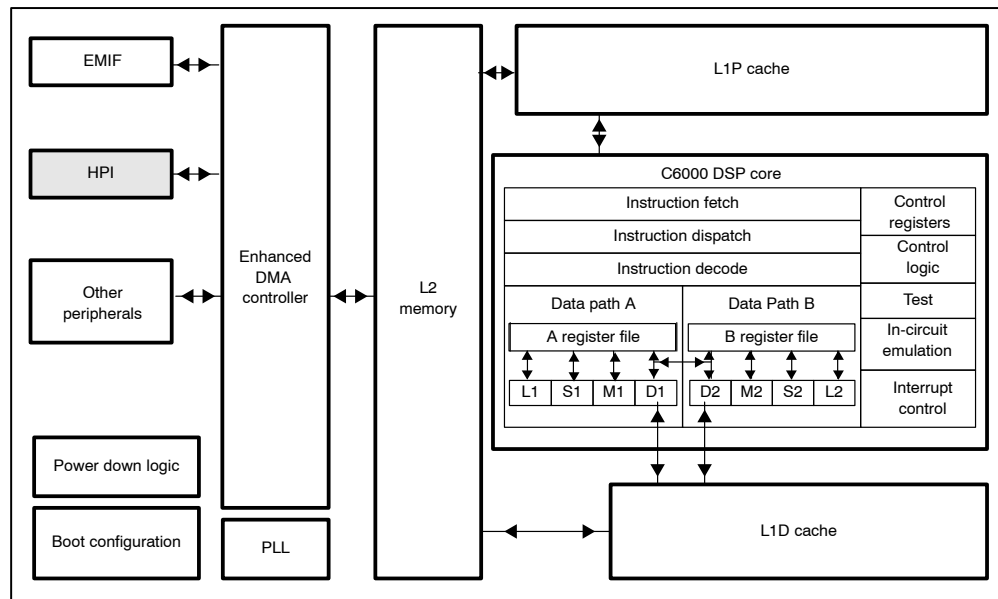 EMIF
HPI
Other
peripherals
Power down logic
Boot configuration
Enhanced
DMA
controller
PLL
L2
memory
L1P cache
C6000 DSP core
Instruction fetch
Instruction dispatch
Instruction decode
Control
registers
Control
logic
Test
In-circuit
emulation
Interrupt
control
Data path A
Data Path B
A register file
B register file
L1 S1 M1 D1
D2 M2 S2 L2
L1D cache